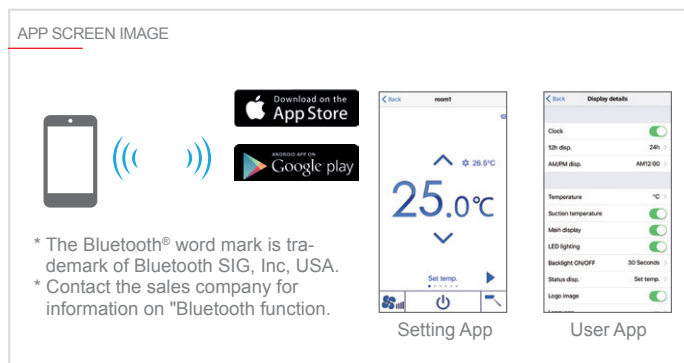 APP SCREEN IMAGE
Download on the
App Store
ANDROID APP ON
Google play
* The Bluetooth® word mark is tra-
demark of Bluetooth SIG, Inc, USA.
* Contact the sales company for
information on "Bluetooth function.
Back room1
26.5°C
25.0°C
Set temp.
Setting App
Back Display details
Clock
12h disp. 24h
AM/PM disp. AM12:00
Temperature °C
Suction temperature
Main display
LED lighting
Backlight ON/OFF 30 Seconds
Status disp. Set temp.
Logo image
User App